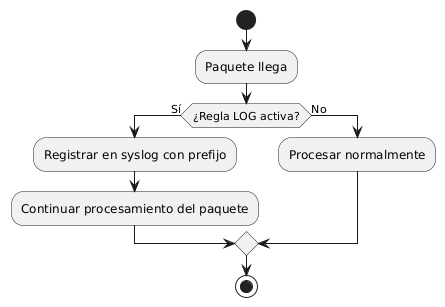 Paquete llega
¿Regla LOG activa?
Sí
No
Registrar en syslog con prefijo
Procesar normalmente
Continuar procesamiento del paquete